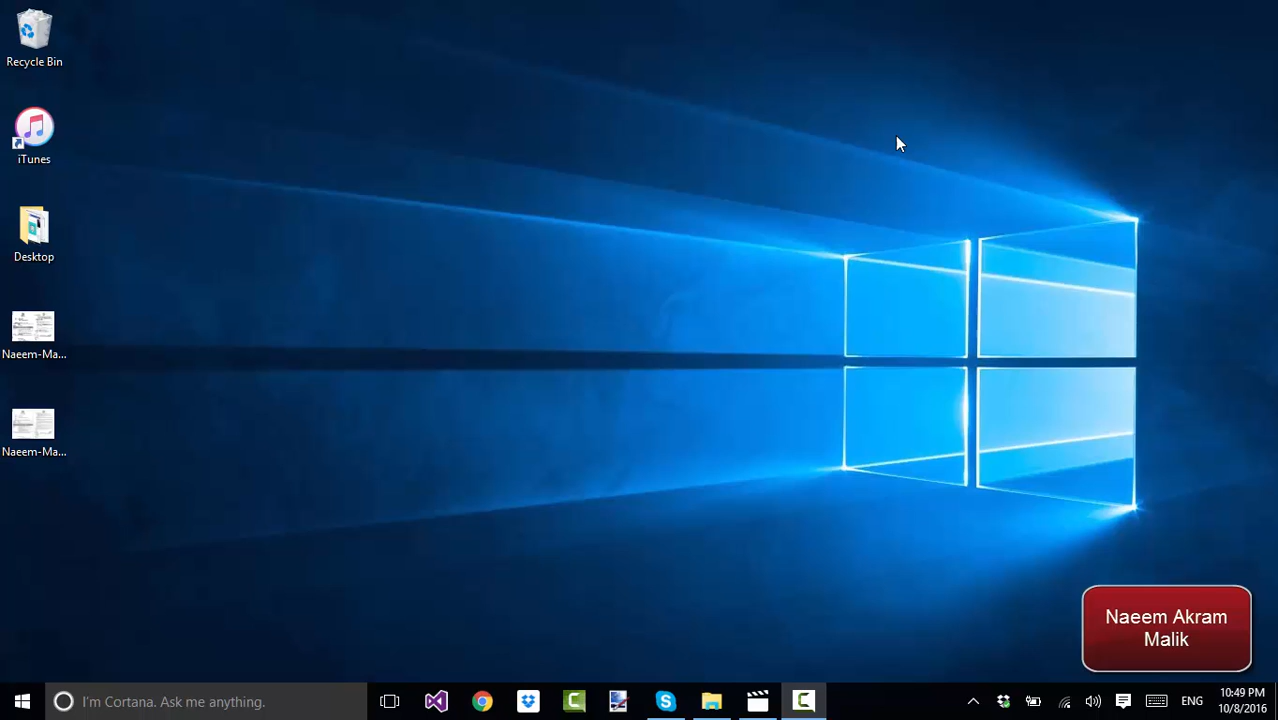 Recycle Bin
iTunes
Desktop
Naeem-Ma...
Naeem-Ma...
Naeem Akram
Malik
I'm Cortana. Ask me anything.
ENG
10:49 PM
10/8/2016